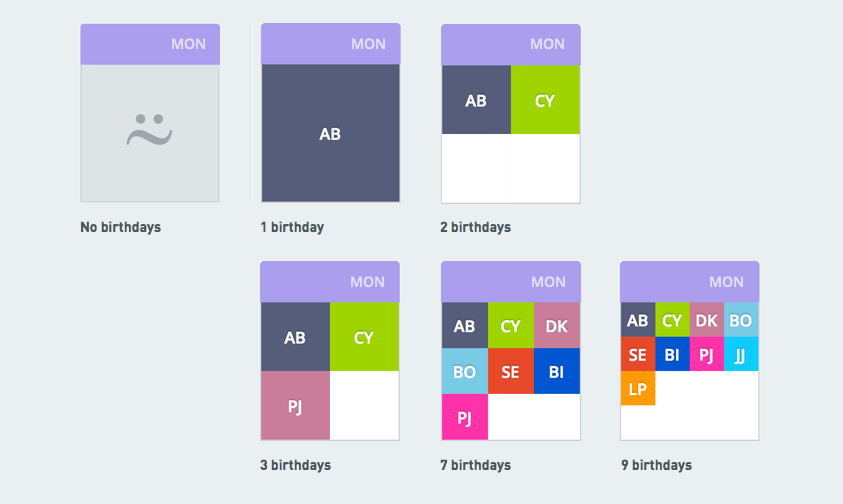 MON
No birthdays
MON
AB
1 birthday
MON
AB CY
2 birthdays
MON
AB CY
PJ
3 birthdays
MON
AB CY DK
BO SE BI
PJ
7 birthdays
MON
AB CY DK BO
SE BI PJ JJ
LP
9 birthdays